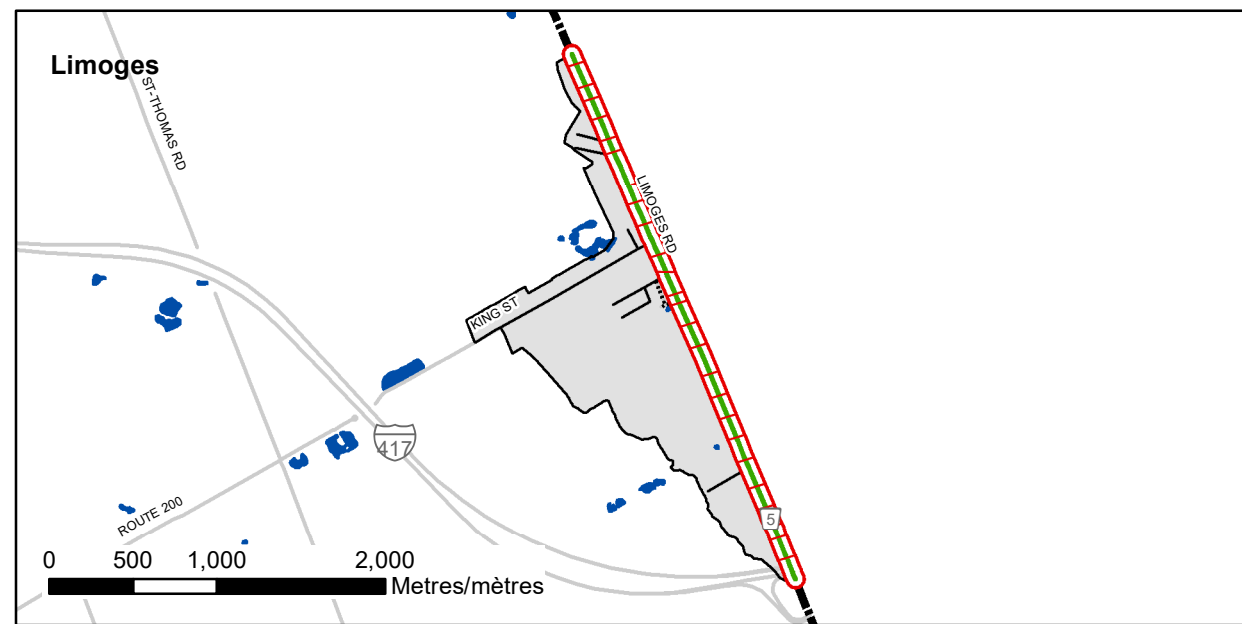 Limoges
ST-THOMAS RD
LIMOGES RD
KING ST
417
ROUTE 200
5
0 500 1,000 2,000
Metres/mètres